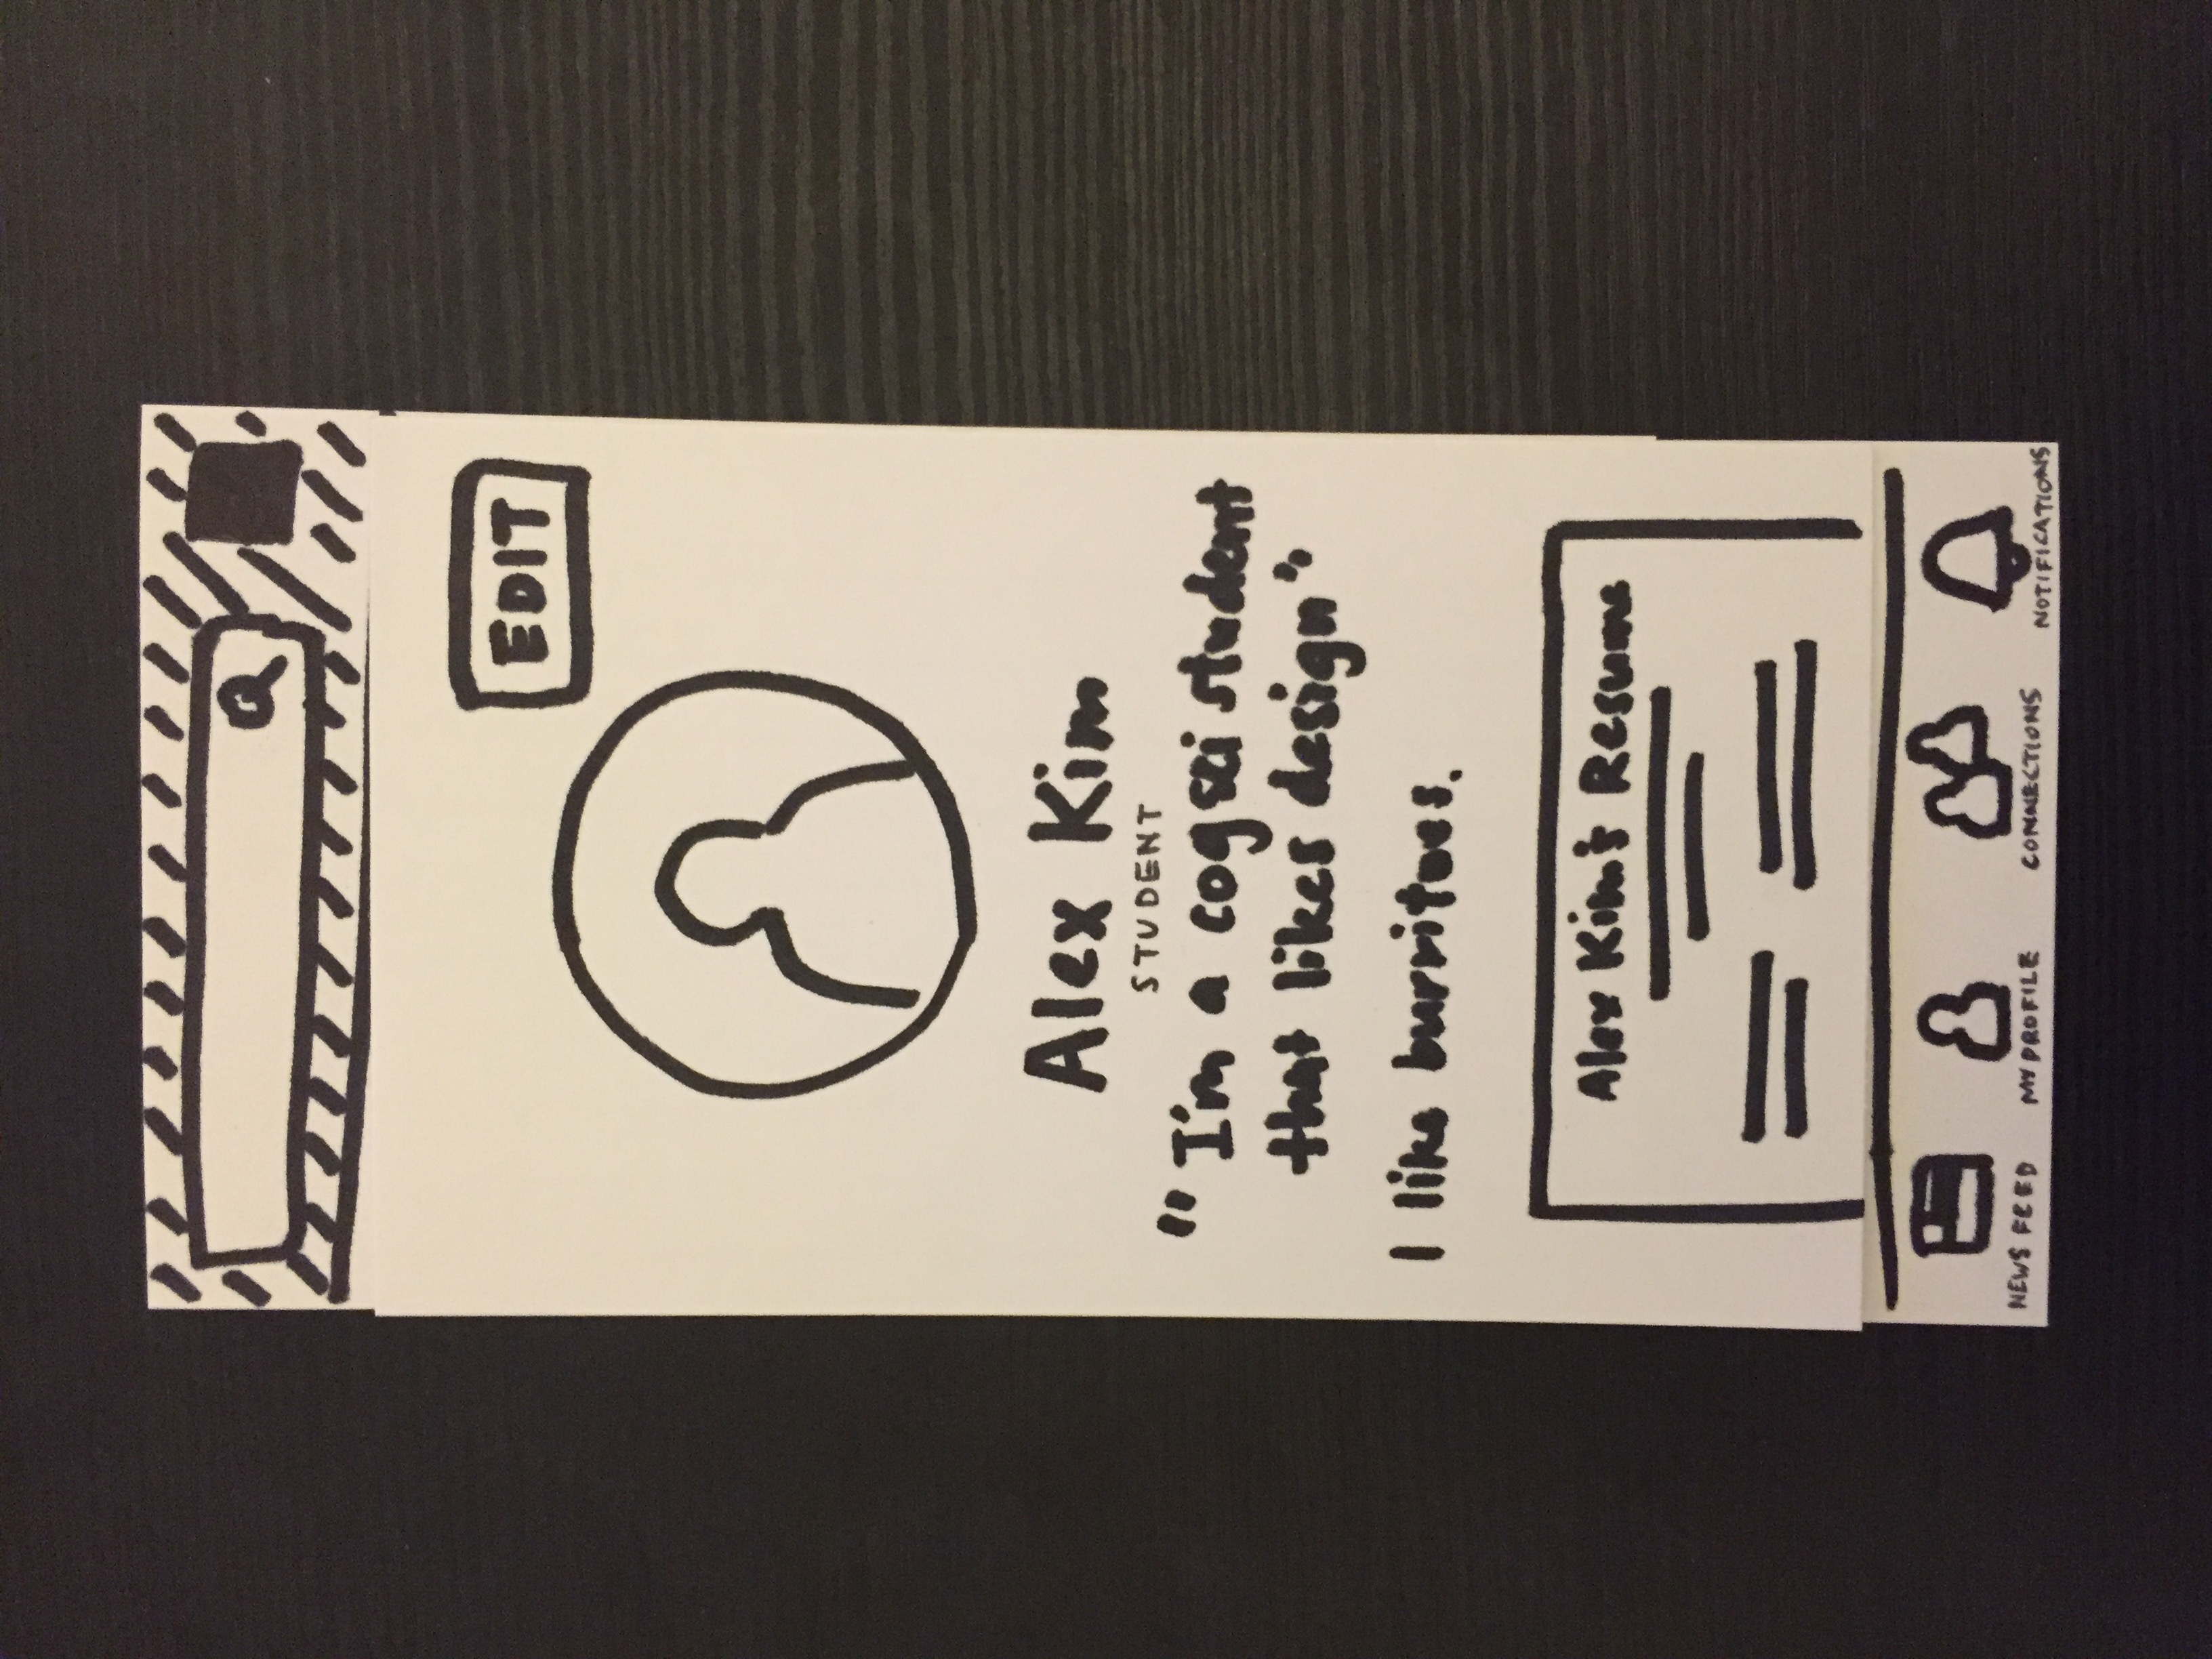 EDIT
Alex Kim
STUDENT
"I'm a cogsci student
that likes design"
I like burritoes.
Alex Kim's Resume
NEWS FEED
MY PROFILE
CONNECTIONS
NOTIFICATIONS